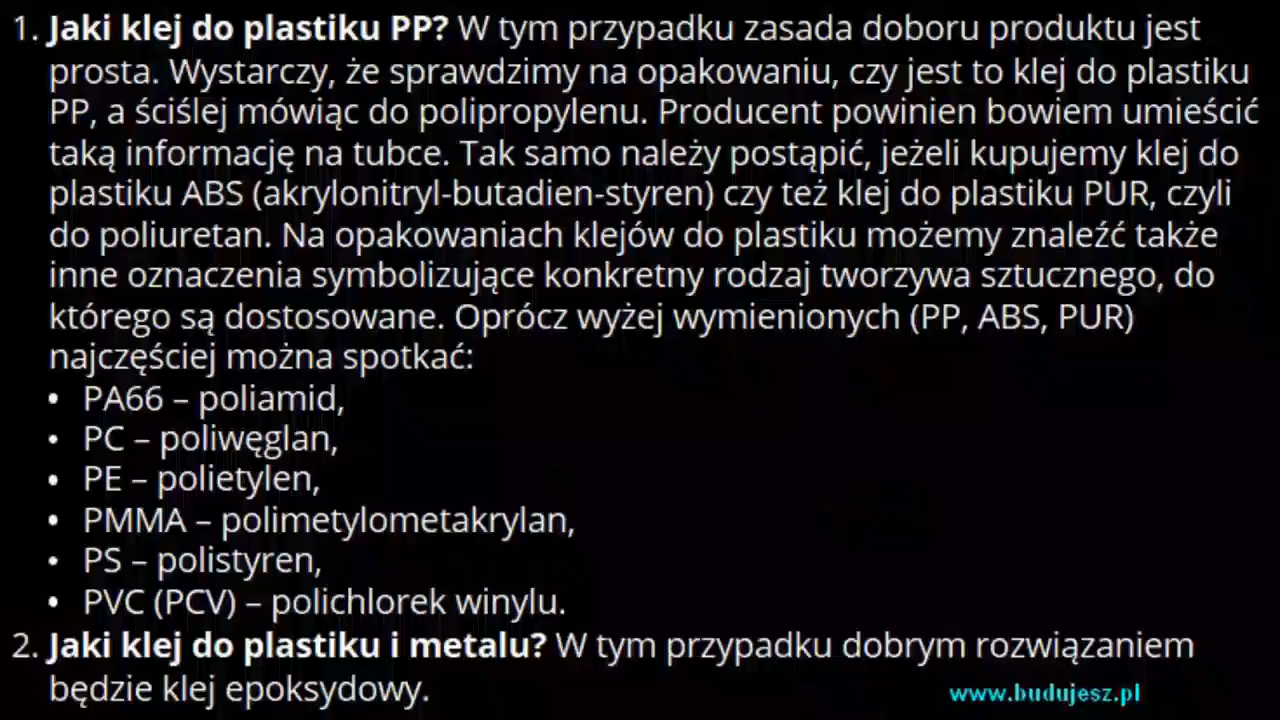 1. Jaki klej do plastiku PP? W tym przypadku zasada doboru produktu jest
prosta. Wystarczy, że sprawdzimy na opakowaniu, czy jest to klej do plastiku
PP, a ściślej mówiąc do polipropylenu. Producent powinien bowiem umieścić
taką informację na tubce. Tak samo należy postąpić, jeżeli kupujemy klej do
plastiku ABS (akrylonitryl-butadien-styren) czy też klej do plastiku PUR, czyli
do poliuretan. Na opakowaniach klejów do plastiku możemy znaleźć także
inne oznaczenia symbolizujące konkretny rodzaj tworzywa sztucznego, do
którego są dostosowane. Oprócz wyżej wymienionych (PP, ABS, PUR)
najczęściej można spotkać:
• PA66 – poliamid,
• PC – poliwęglan,
• PE – polietylen,
• PMMA – polimetylometakrylan,
• PS – polistyren,
• PVC (PCV) – polichlorek winylu.
2. Jaki klej do plastiku i metalu? W tym przypadku dobrym rozwiązaniem
będzie klej epoksydowy.
www.budujesz.pl